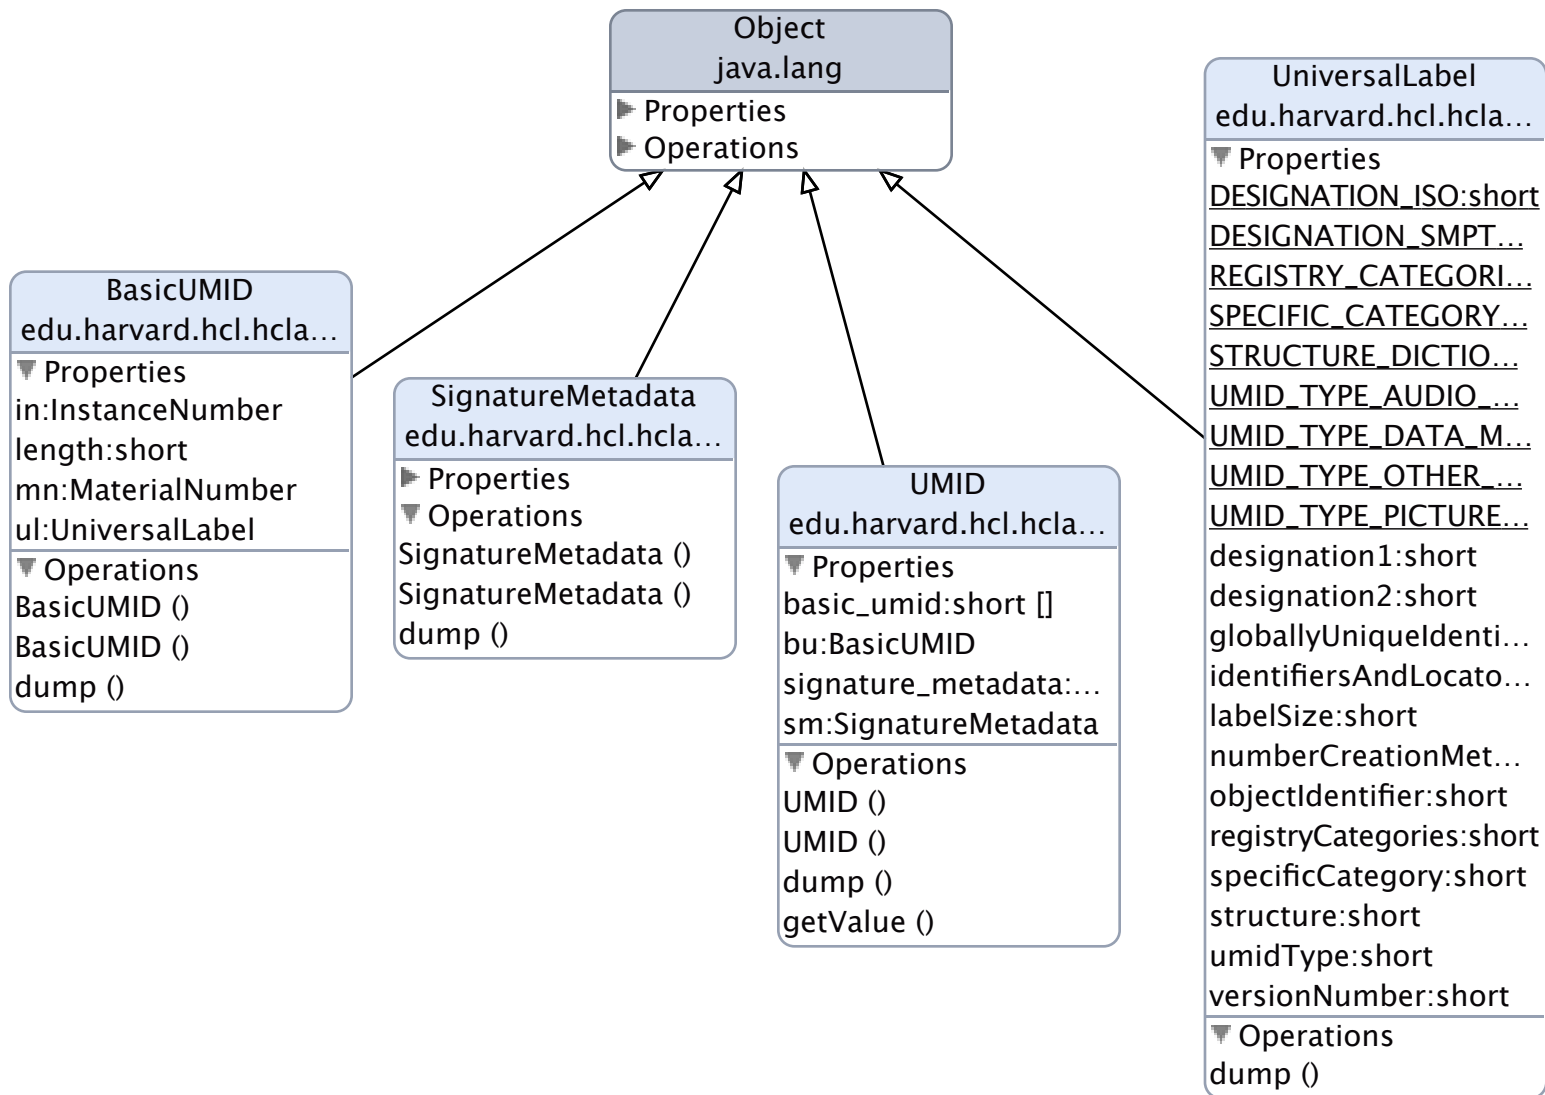 Object
java.lang
Properties
Operations
BasicUMID
edu.harvard.hcl.hcla...
Properties
in:InstanceNumber
length:short
mn:MaterialNumber
ul:UniversalLabel
Operations
BasicUMID ()
BasicUMID ()
dump ()
SignatureMetadata
edu.harvard.hcl.hcla...
Properties
Operations
SignatureMetadata ()
SignatureMetadata ()
dump ()
UMID
edu.harvard.hcl.hcla...
Properties
basic_umid:short []
bu:BasicUMID
signature_metadata:...
sm:SignatureMetadata
Operations
UMID ()
UMID ()
dump ()
getValue ()
UniversalLabel
edu.harvard.hcl.hcla...
Properties
DESIGNATION_ISO:short
DESIGNATION_SMPT...
REGISTRY_CATEGORI...
SPECIFIC_CATEGORY...
STRUCTURE_DICTIO...
UMID_TYPE_AUDIO_...
UMID_TYPE_DATA_M...
UMID_TYPE_OTHER_...
UMID_TYPE_PICTURE...
designation1:short
designation2:short
globallyUniqueIdenti...
identifiersAndLocato...
labelSize:short
numberCreationMet...
objectIdentifier:short
registryCategories:short
specificCategory:short
structure:short
umidType:short
versionNumber:short
Operations
dump ()